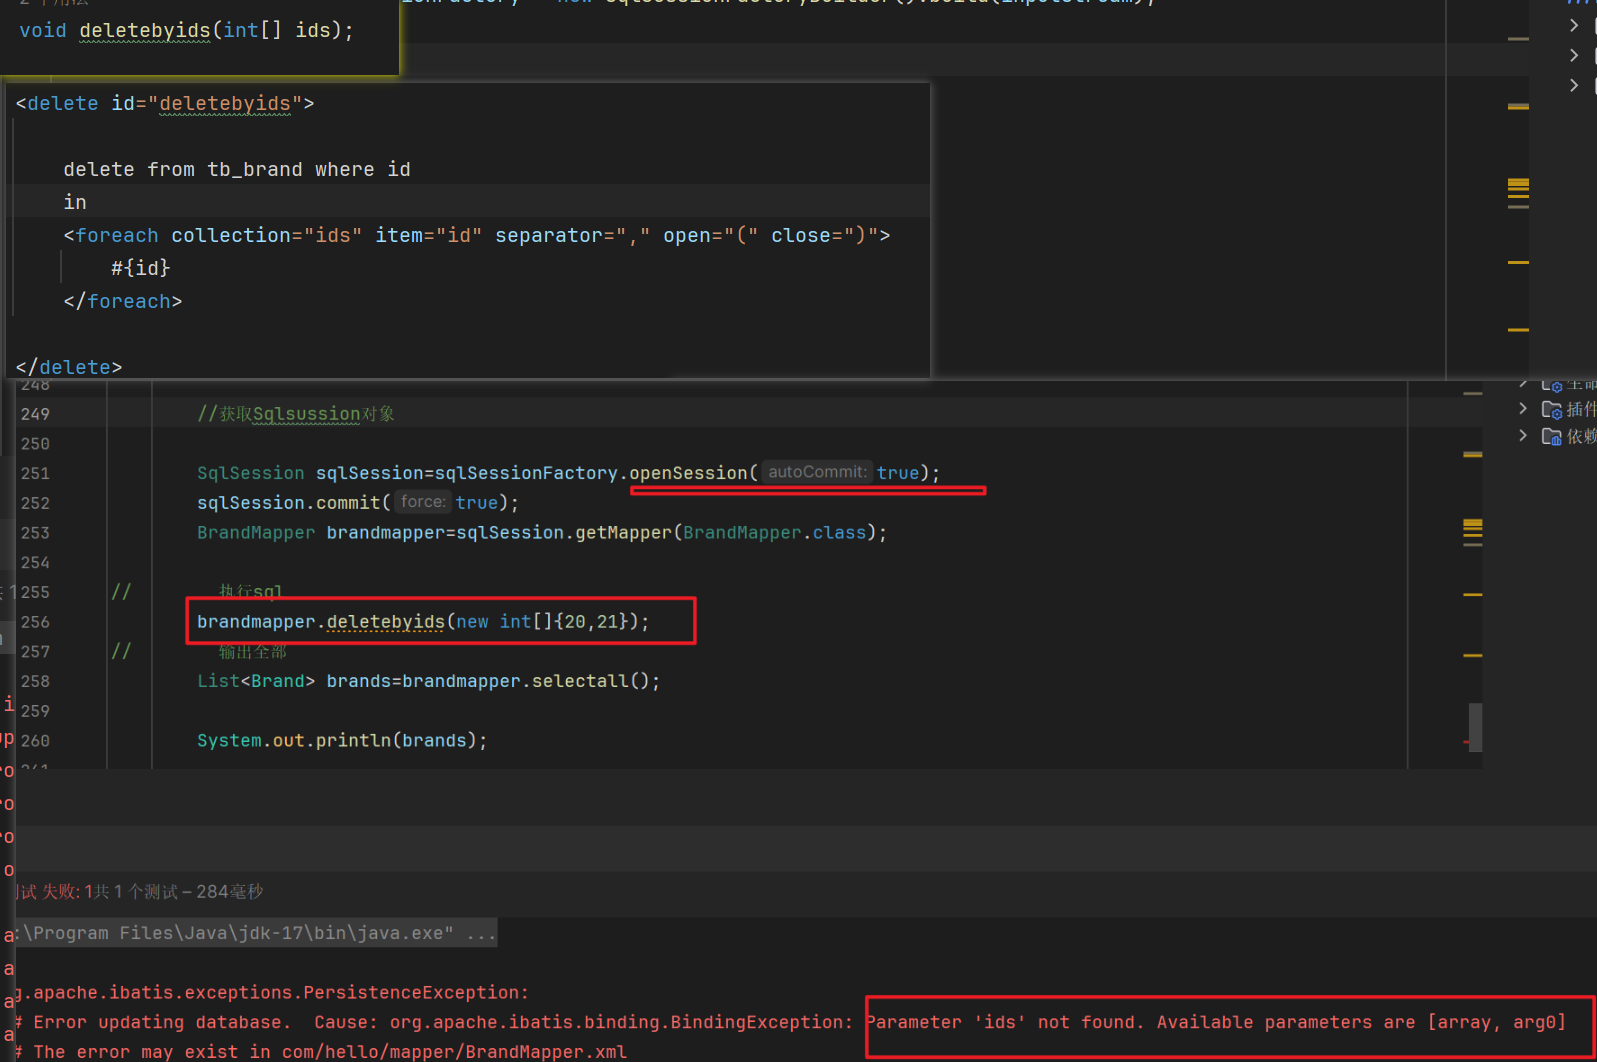 void deletebyids(int[] ids);
<delete id="deletebyids">
delete from tb_brand where id
in
<foreach collection="ids" item="id" separator="," open="(" close=")">
#{id}
</foreach>
</delete>
248
249 //获取Sqlsussion对象
250
251 SqlSession sqlSession=sqlSessionFactory.openSession( autoCommit: true);
252 sqlSession.commit( force: true);
253 BrandMapper brandmapper=sqlSession.getMapper(BrandMapper.class);
254
255 // 执行sql
256 brandmapper.deletebyids(new int[]{20,21});
257 // 输出全部
258 List<Brand> brands=brandmapper.selectall();
259
260 System.out.println(brands);
插件
依赖
试 失败: 1共 1 个测试 – 284毫秒
:\Program Files\Java\jdk-17\bin\java.exe" ...
g.apache.ibatis.exceptions.PersistenceException:
# Error updating database.  Cause: org.apache.ibatis.binding.BindingException: Parameter 'ids' not found. Available parameters are [array, arg0]
# The error may exist in com/hello/mapper/BrandMapper.xml